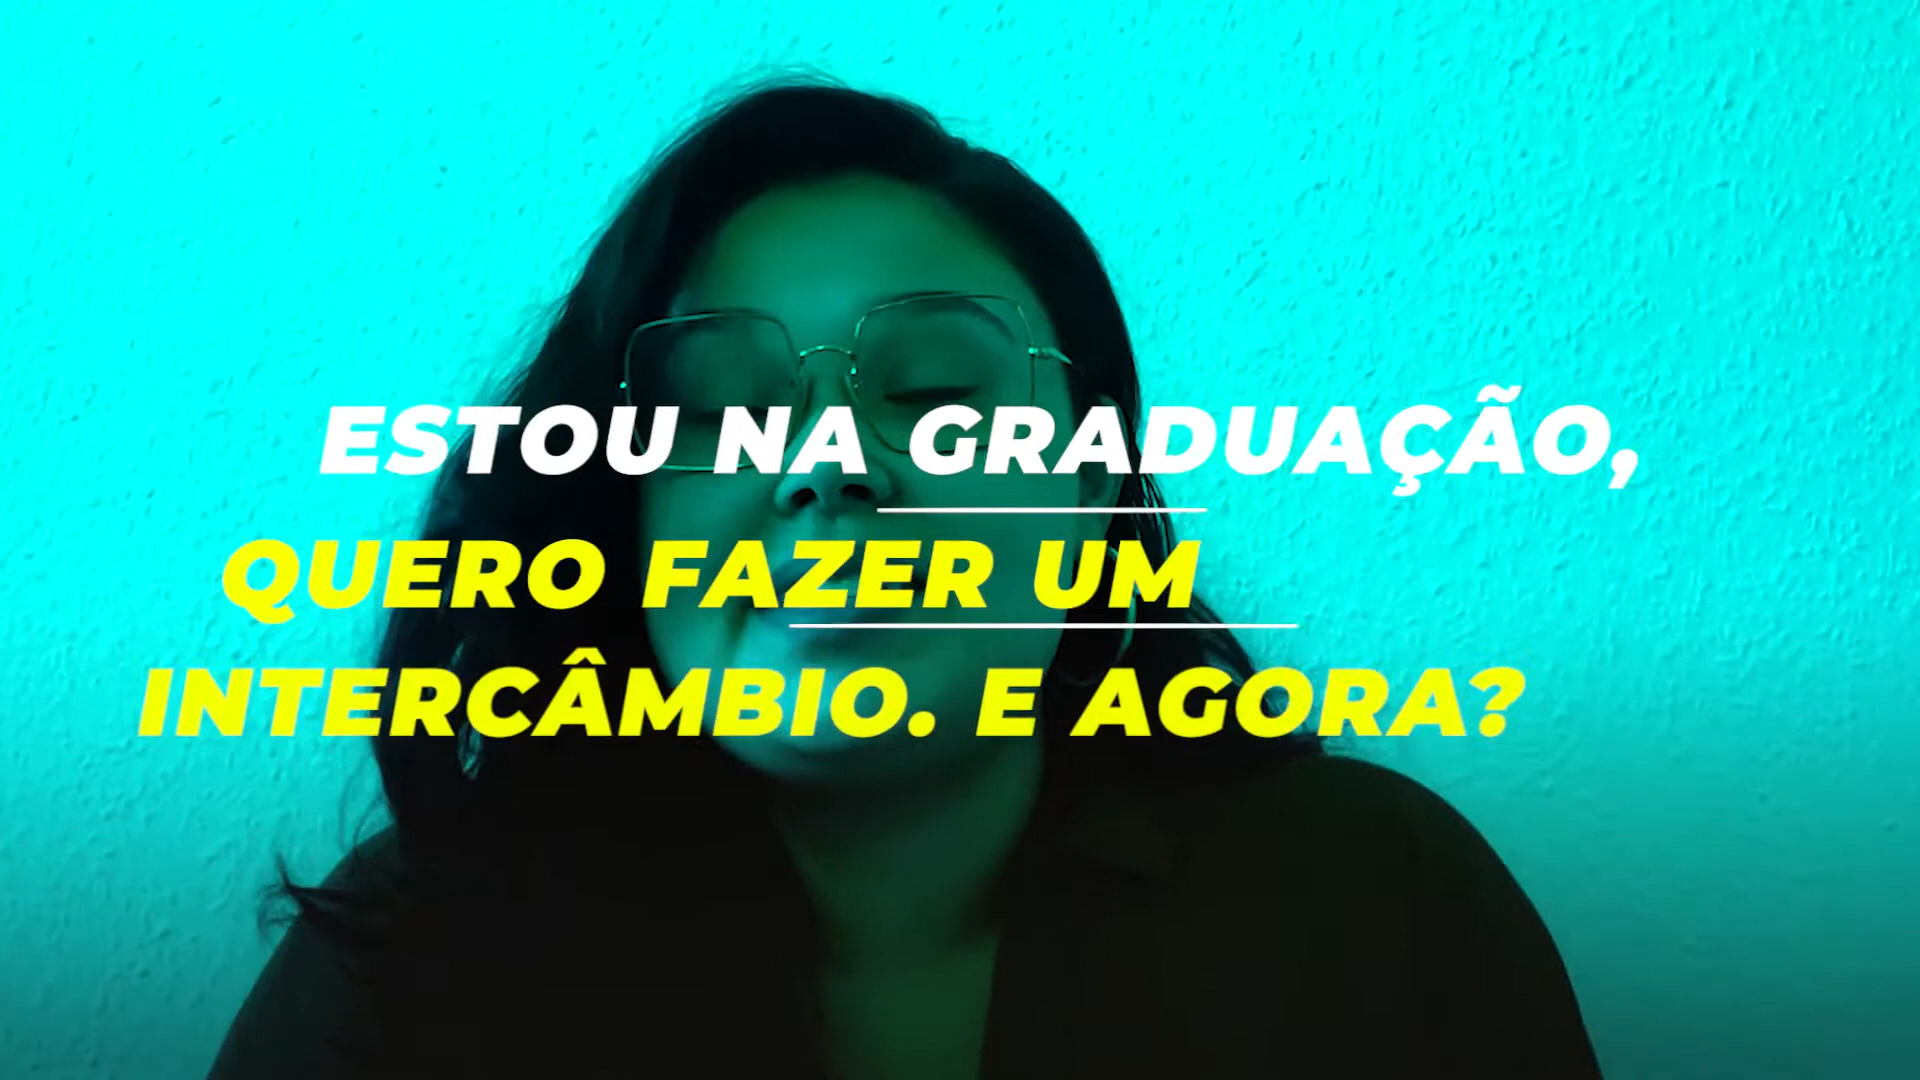 ESTOU NA GRADUAÇÃO,
QUERO FAZER UM
INTERCÂMBIO. E AGORA?